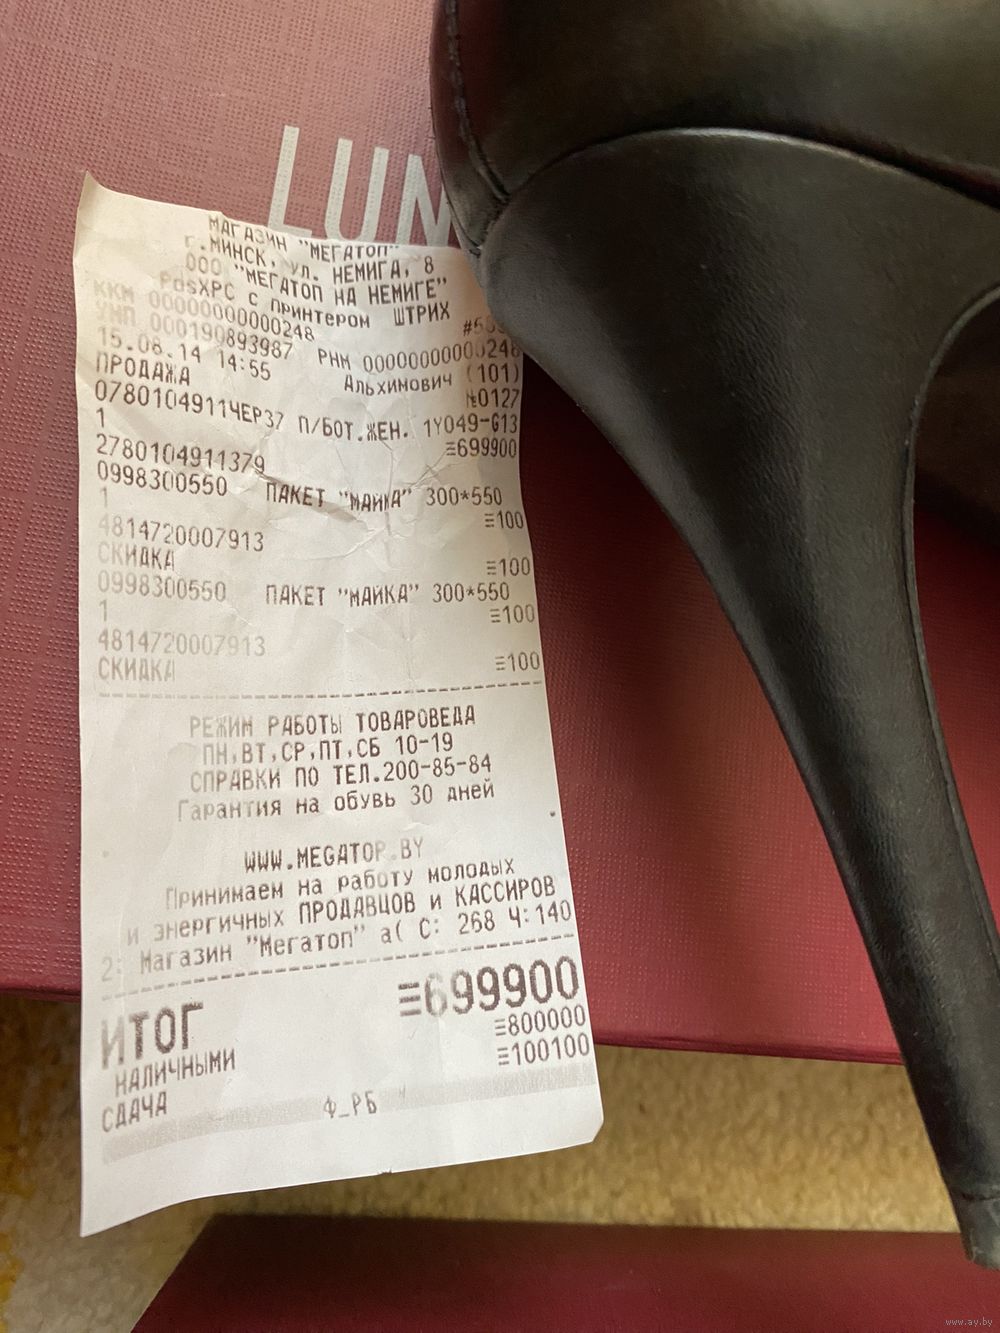 LUN
МАГАЗИН "МЕГАТОП"
Г.МИНСК, УЛ. НЕМИГА, 8
ООО "МЕГАТОП НА НЕМИГЕ"
PosXPC с принтером ШТРИХ
ККМ 00000000000248
УНП 000190893987 РНМ 00000000000248
15.08.14 14:55 Альхимович (101)
ПРОДАЖА №0127
0780104911ЧЕР37 П/БОТ.ЖЕН. 1Y049-G13
1 ≡699900
2780104911379
0998300550 ПАКЕТ "МАЙКА" 300*550
1 ≡100
4814720007913
СКИДКА ≡100
0998300550 ПАКЕТ "МАЙКА" 300*550
1 ≡100
4814720007913
СКИДКА ≡100
РЕЖИМ РАБОТЫ ТОВАРОВЕДА
ПН,ВТ,СР,ПТ,СБ 10-19
СПРАВКИ ПО ТЕЛ.200-85-84
Гарантия на обувь 30 дней
WWW.MEGATOP.BY
Принимаем на работу молодых
и энергичных ПРОДАВЦОВ и КАССИРОВ
2: Магазин "Мегатоп" а( С: 268 Ч:140
ИТОГ ≡699900
НАЛИЧНЫМИ ≡800000
СДАЧА ≡100100
Ф_РБ
www.ay.by